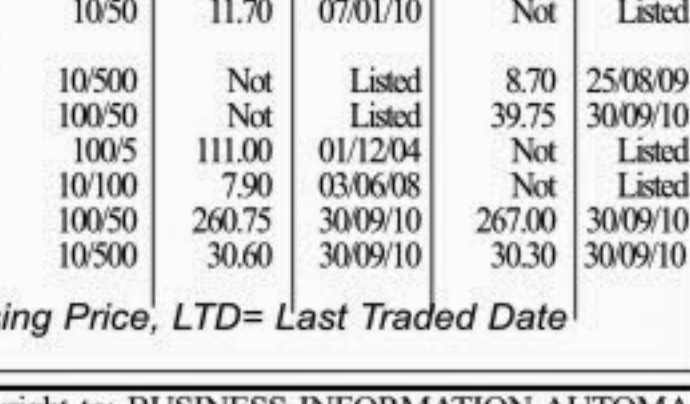 10/50 11.70 07/01/10 Not Listed
10/500 Not Listed 8.70 25/08/09
100/50 Not Listed 39.75 30/09/10
100/5 111.00 01/12/04 Not Listed
10/100 7.90 03/06/08 Not Listed
100/50 260.75 30/09/10 267.00 30/09/10
10/500 30.60 30/09/10 30.30 30/09/10
ing Price, LTD= Last Traded Date
right to: BUSINESS INFORMATION AUTOMA